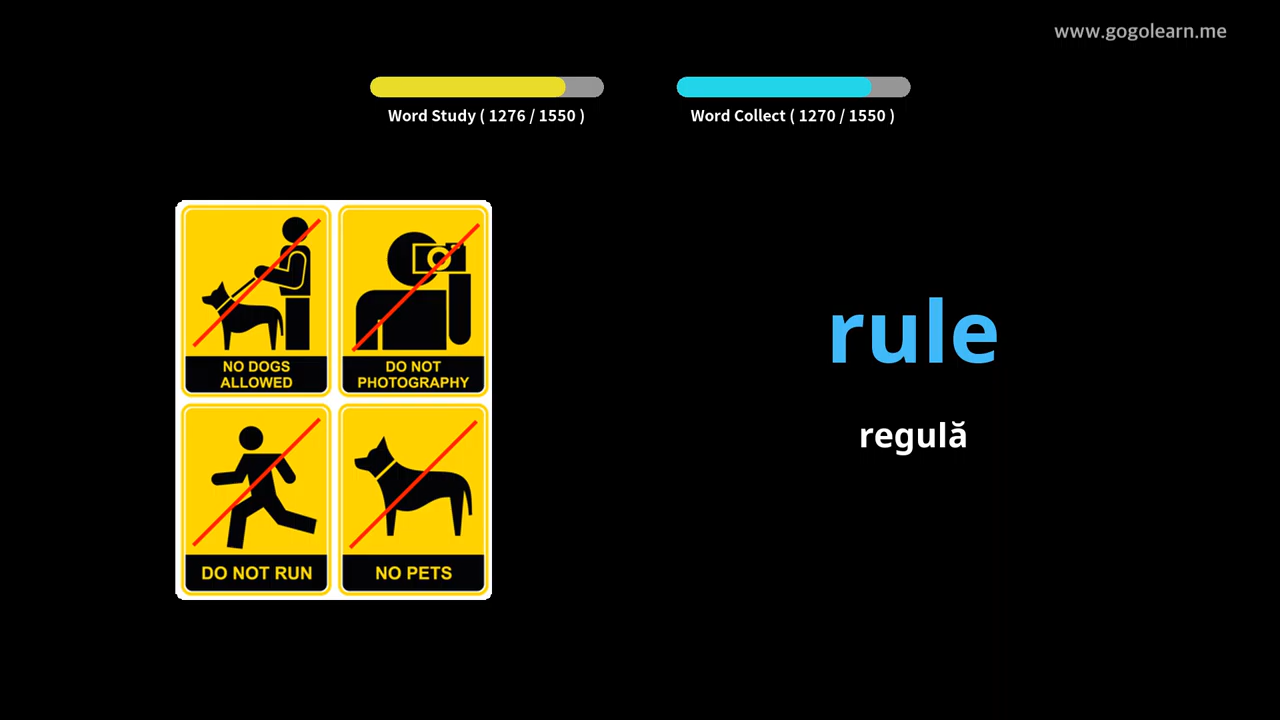 www.gogolearn.me
Word Study ( 1276 / 1550 )
Word Collect ( 1270 / 1550 )
NO DOGS
ALLOWED
DO NOT
PHOTOGRAPHY
DO NOT RUN
NO PETS
rule
regulă